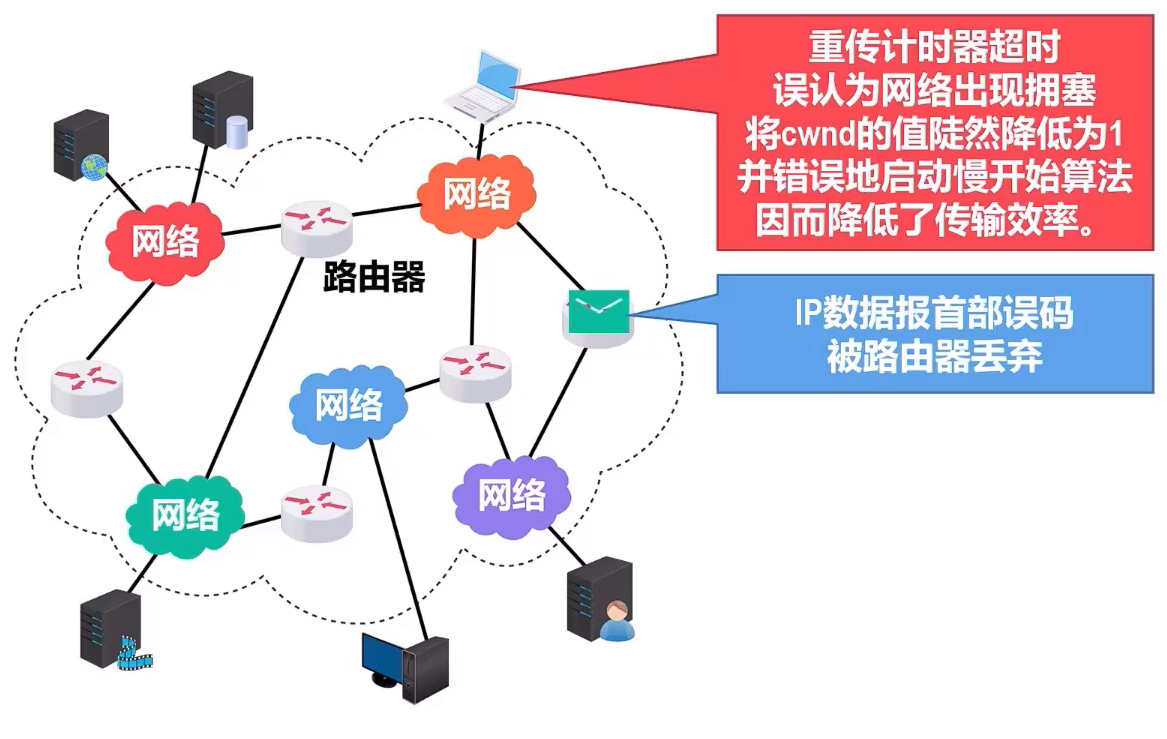 重传计时器超时
误认为网络出现拥塞
将cwnd的值陡然降低为1
并错误地启动慢开始算法
因而降低了传输效率。
网络
网络
路由器
IP数据报首部误码
被路由器丢弃
网络
网络
网络